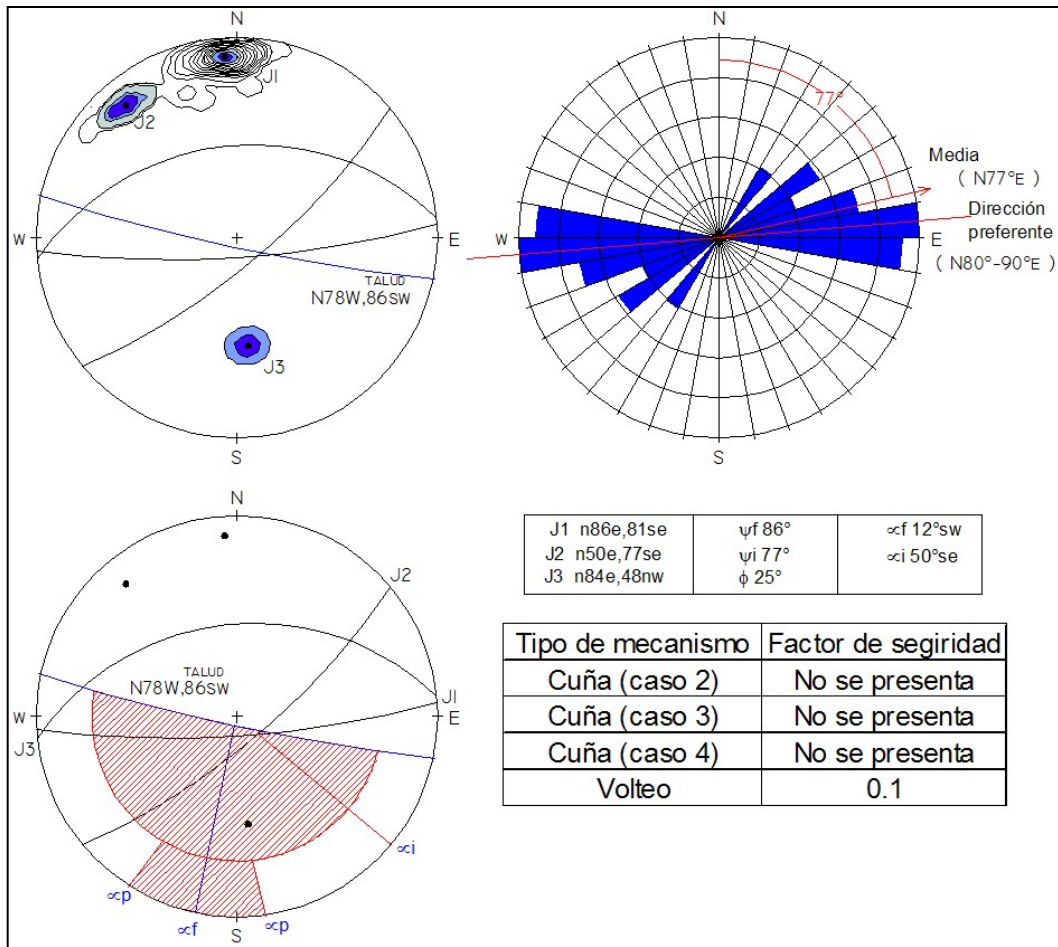 N
J1
J2
W
E
TALUD
N78W,86SW
J3
S
N
77°
Media
( N77°E )
Dirección
preferente
W
E
( N80°-90°E )
S
N
J2
TALUD
N78W,86SW
J1
W
E
J3
∝i
∝p
∝f
∝p
S
J1 n86e,81se ψf 86° ∝f 12°sw
J2 n50e,77se ψi 77° ∝i 50°se
J3 n84e,48nw ϕ 25°
Tipo de mecanismo Factor de segiridad
Cuña (caso 2) No se presenta
Cuña (caso 3) No se presenta
Cuña (caso 4) No se presenta
Volteo 0.1